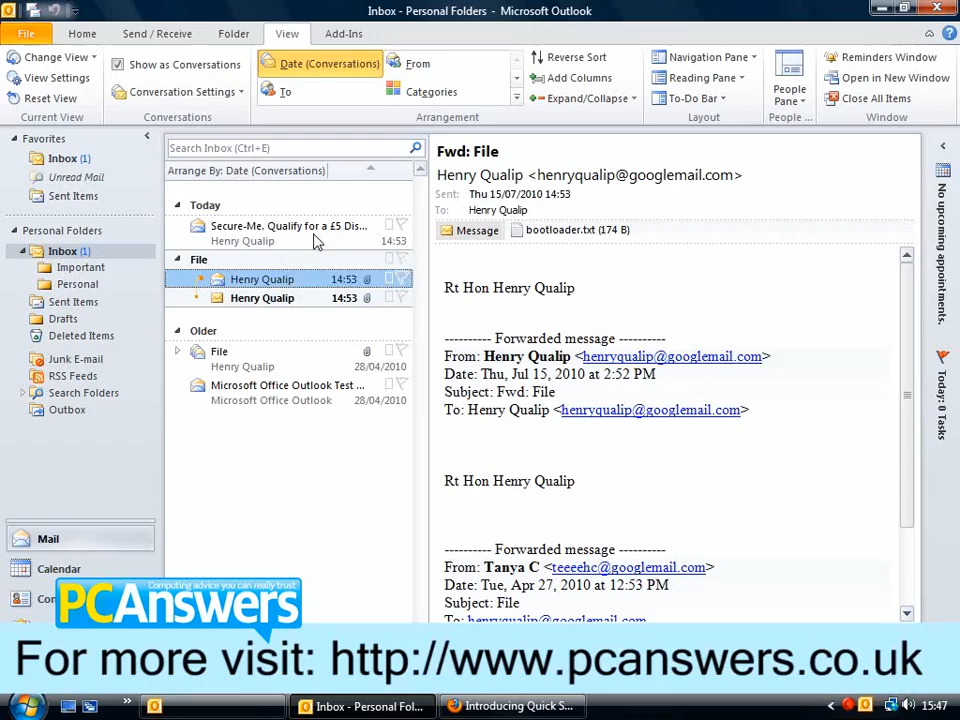 Inbox - Personal Folders - Microsoft Outlook
File Home Send / Receive Folder View Add-Ins
Change View
View Settings
Reset View
Current View
Show as Conversations
Conversation Settings
Conversations
Date (Conversations)
From
To
Categories
Reverse Sort
Add Columns
Expand/Collapse
Arrangement
Navigation Pane
Reading Pane
To-Do Bar
Layout
People
Pane
People ...
Reminders Window
Open in New Window
Close All Items
Window
Favorites
Inbox (1)
Unread Mail
Sent Items
Personal Folders
Inbox (1)
Important
Personal
Sent Items
Drafts
Deleted Items
Junk E-mail
RSS Feeds
Search Folders
Outbox
Mail
Calendar
Search Inbox (Ctrl+E)
Arrange By: Date (Conversations)
Today
Secure-Me. Qualify for a £5 Dis...
Henry Qualip 14:53
File
Henry Qualip 14:53
Henry Qualip 14:53
Older
File
Henry Qualip 28/04/2010
Microsoft Office Outlook Test ...
Microsoft Office Outlook 28/04/2010
Fwd: File
Henry Qualip <henryqualip@googlemail.com>
Sent: Thu 15/07/2010 14:53
To: Henry Qualip
Message bootloader.txt (174 B)
Rt Hon Henry Qualip
---------- Forwarded message ----------
From: Henry Qualip <henryqualip@googlemail.com>
Date: Thu, Jul 15, 2010 at 2:52 PM
Subject: Fwd: File
To: Henry Qualip <henryqualip@googlemail.com>
Rt Hon Henry Qualip
---------- Forwarded message ----------
From: Tanya C <teeeehc@googlemail.com>
Date: Tue, Apr 27, 2010 at 12:53 PM
Subject: File
To: henryqualip@googlemail.com
No upcoming appointments.
Today: 0 Tasks
Computing advice you can really trust
PCAnswers
For more visit: http://www.pcanswers.co.uk
Inbox - Personal Fol...
Introducing Quick S...
15:47